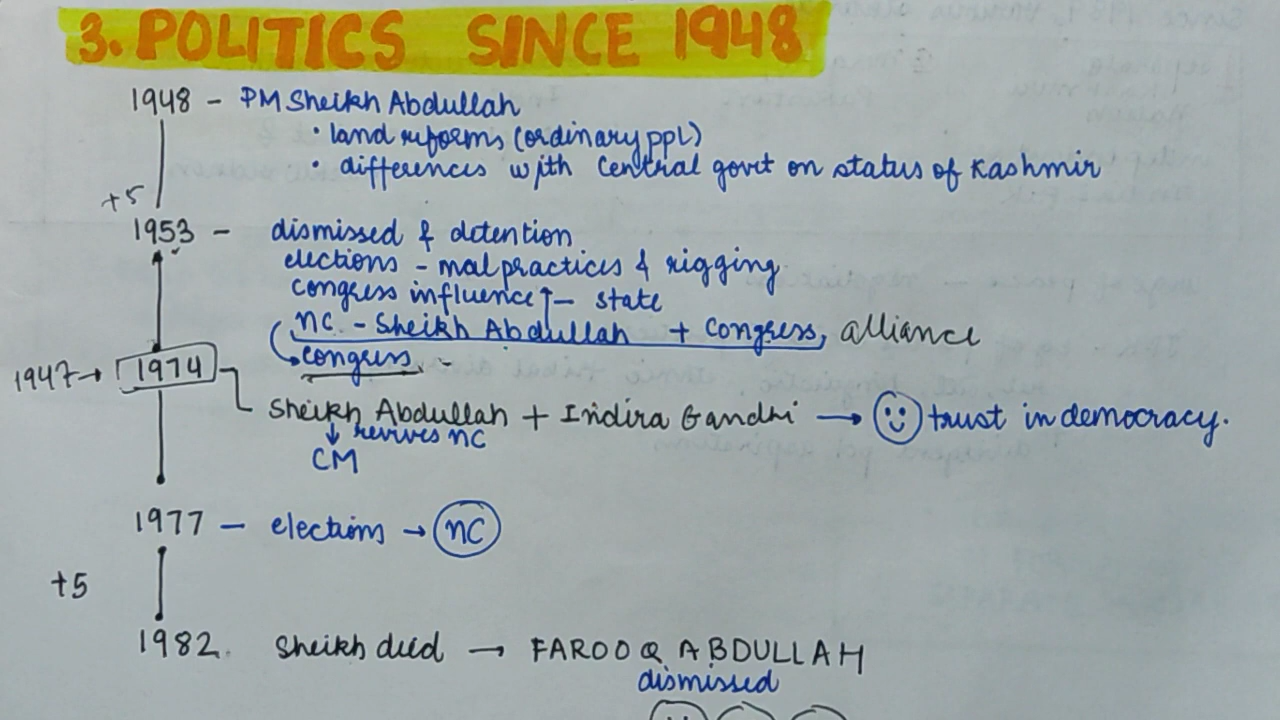 3. POLITICS SINCE 1948
1948 - PM Sheikh Abdullah
• land reforms (ordinary ppl)
• differences with Central govt on status of Kashmir
+5
1953 - dismissed & detention
elections - malpractices & rigging
congress influence ↑ - state
nc - Sheikh Abdullah + Congress, alliance
congress -
1947 → 1974
Sheikh Abdullah + Indira Gandhi → trust in democracy.
↓ revives nc
CM
1977 - elections → nc
+5
1982. Sheikh died → FAROOQ ABDULLAH
dismissed